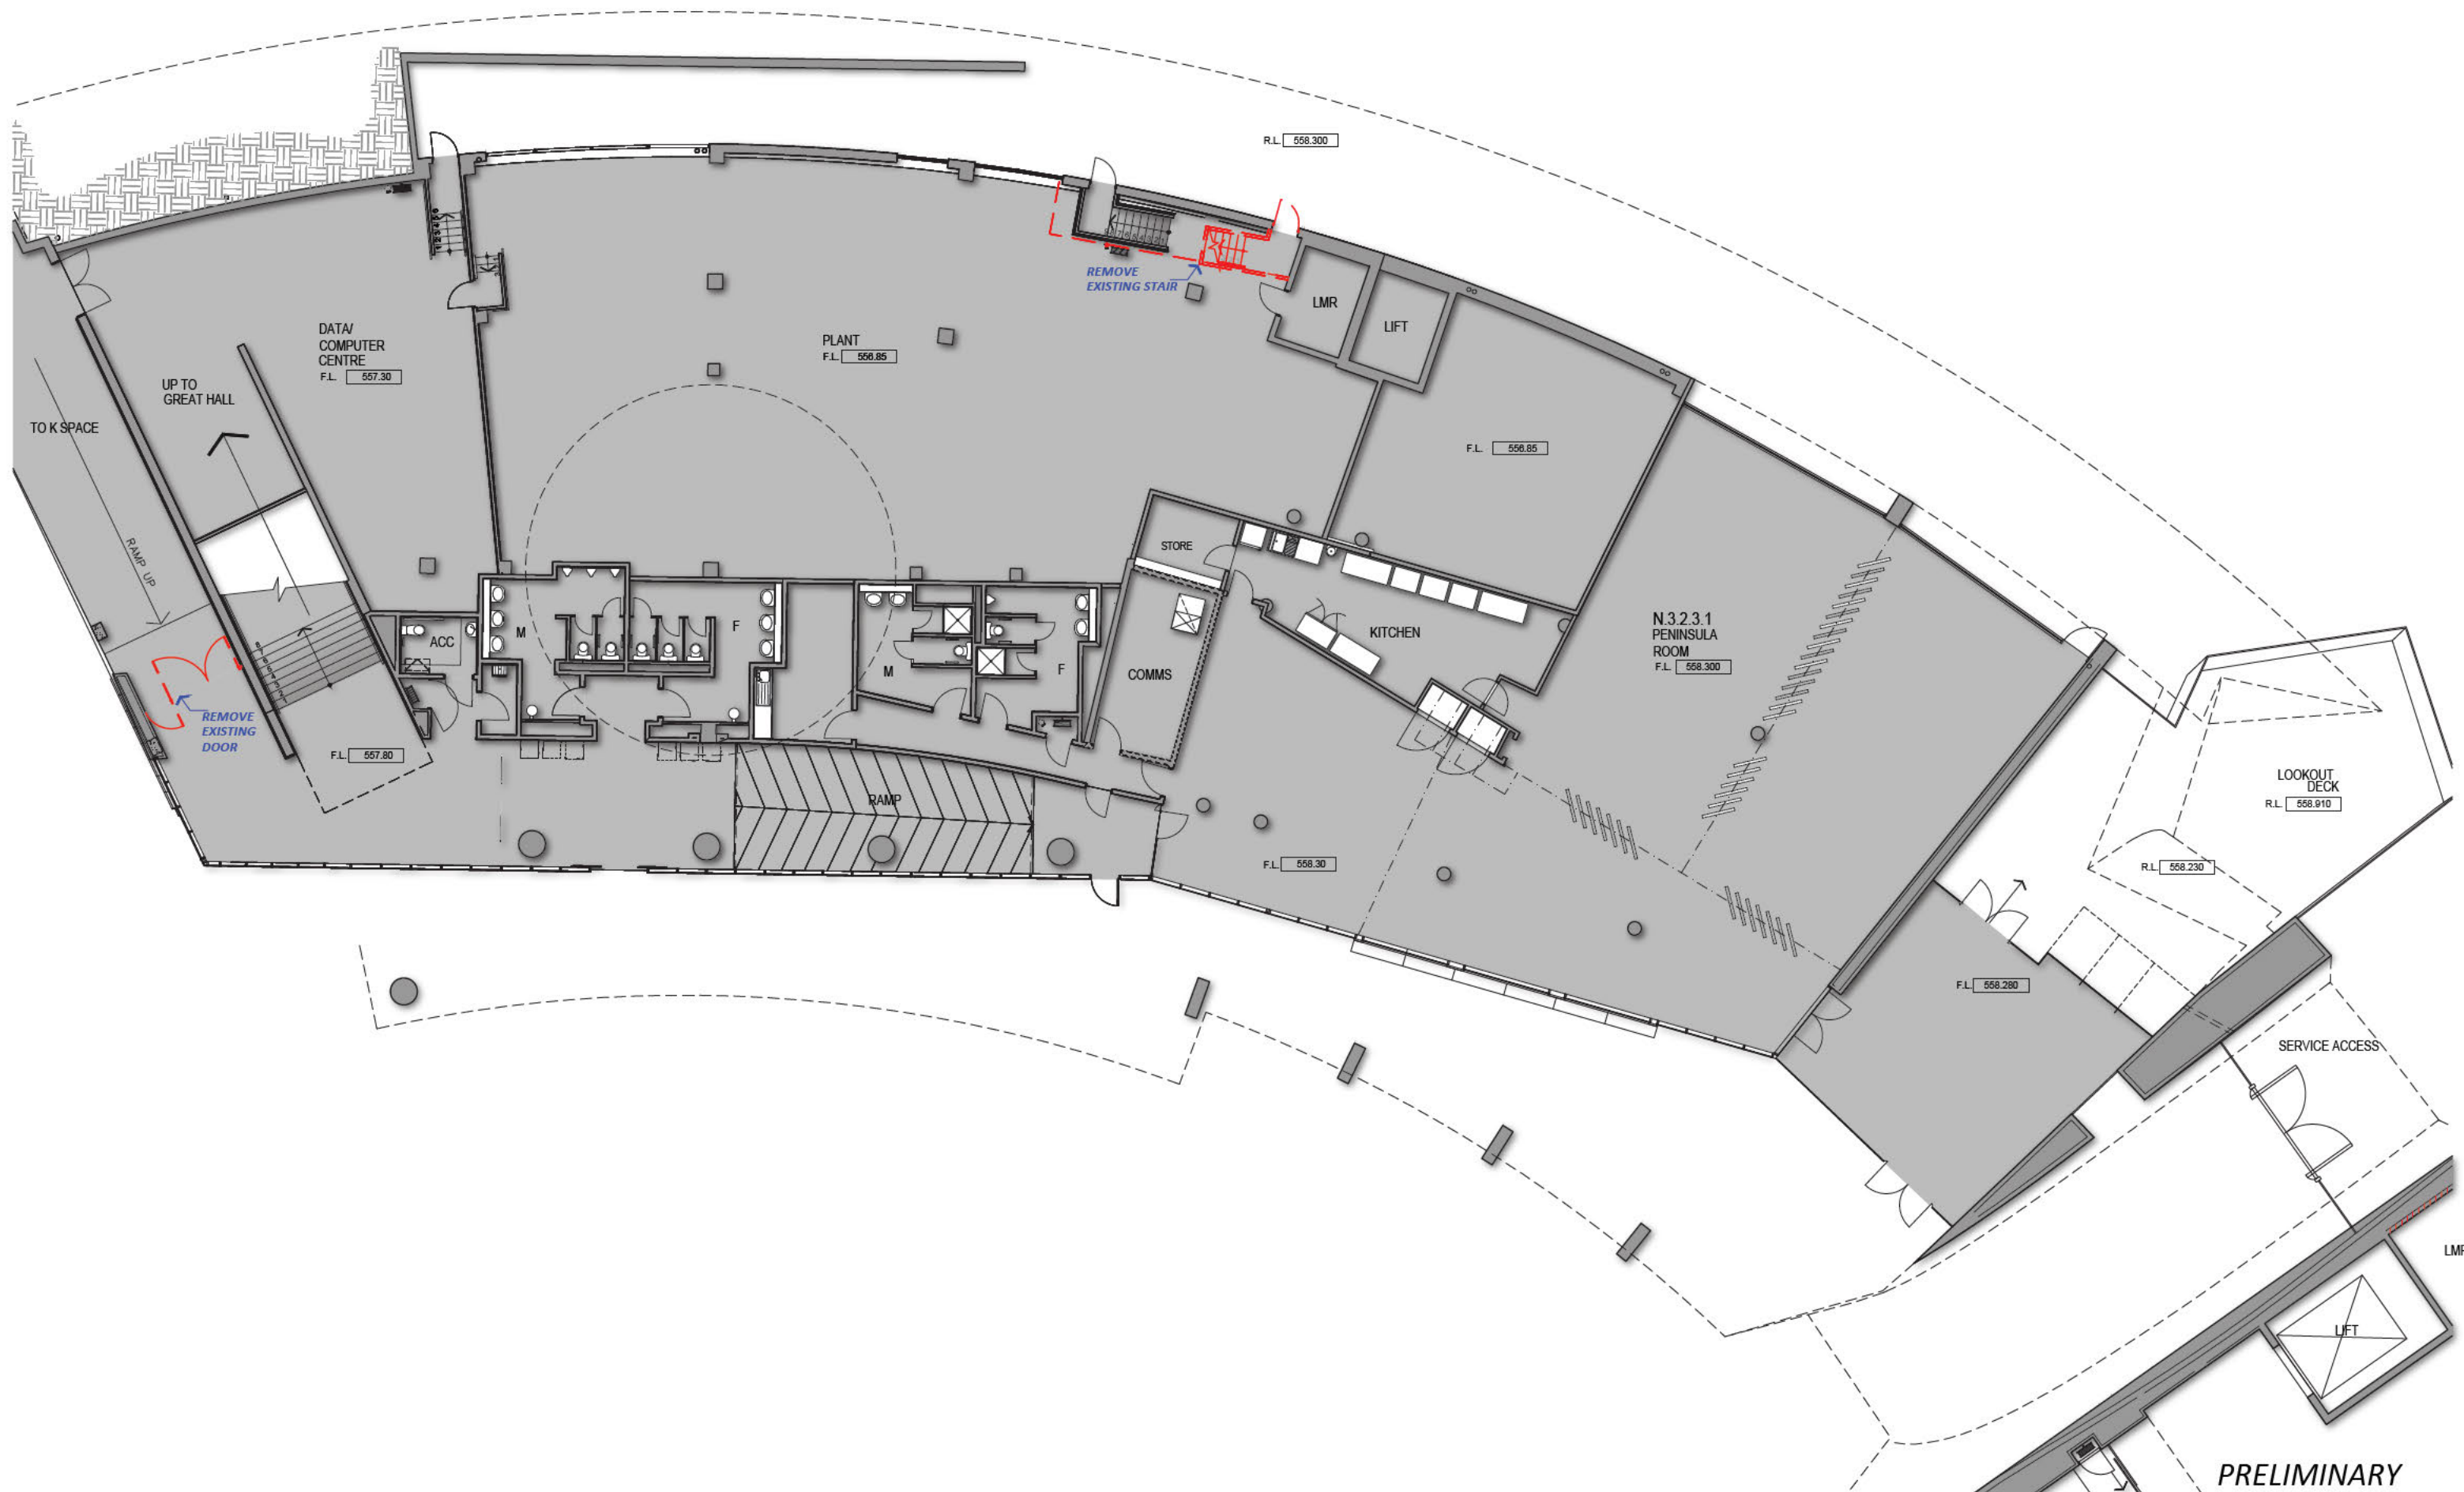 R.L. 558.300
REMOVE
EXISTING STAIR
LMR
LIFT
DATA/
COMPUTER
CENTRE
F.L. 557.30
PLANT
F.L. 556.85
UP TO
GREAT HALL
TO K SPACE
F.L. 556.85
RAMP UP
STORE
KITCHEN
N.3.2.3.1
PENINSULA
ROOM
F.L. 558.300
ACC
M
F
M
F
COMMS
REMOVE
EXISTING
DOOR
F.L. 557.80
RAMP
F.L. 558.30
LOOKOUT
DECK
R.L. 558.910
R.L. 558.230
F.L. 558.280
SERVICE ACCESS
LIFT
PRELIMINARY